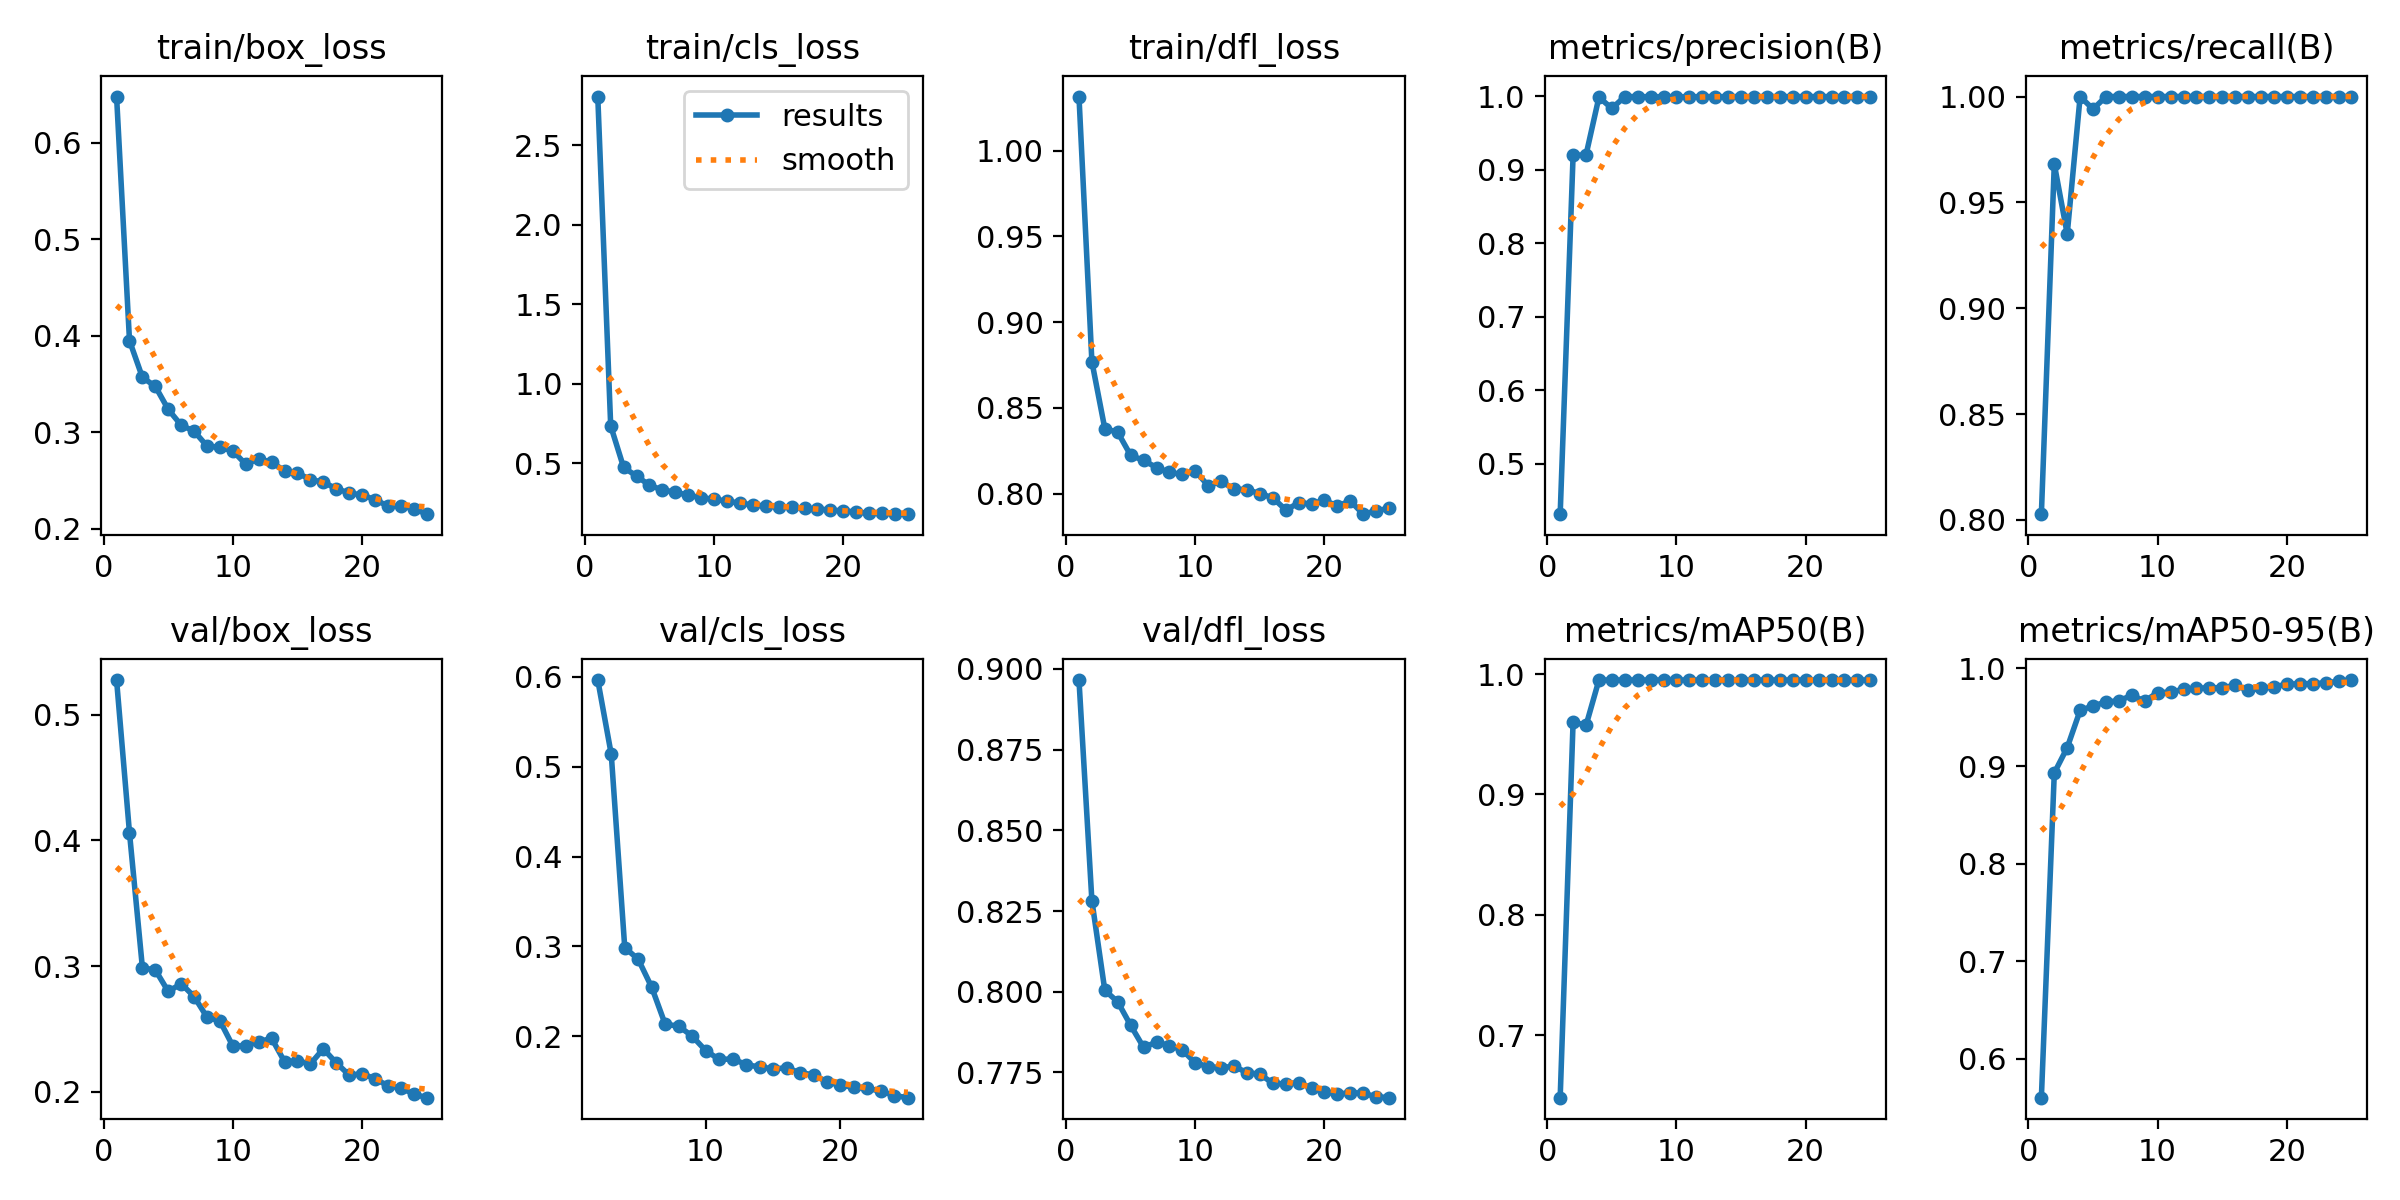 train/box_loss
0.6
0.5
0.4
0.3
0.2
0 10 20
train/cls_loss
results
smooth
2.5
2.0
1.5
1.0
0.5
0 10 20
train/dfl_loss
1.00
0.95
0.90
0.85
0.80
0 10 20
metrics/precision(B)
1.0
0.9
0.8
0.7
0.6
0.5
0 10 20
metrics/recall(B)
1.00
0.95
0.90
0.85
0.80
0 10 20
val/box_loss
0.5
0.4
0.3
0.2
0 10 20
val/cls_loss
0.6
0.5
0.4
0.3
0.2
10 20
val/dfl_loss
0.900
0.875
0.850
0.825
0.800
0.775
0 10 20
metrics/mAP50(B)
1.0
0.9
0.8
0.7
0 10 20
metrics/mAP50-95(B)
1.0
0.9
0.8
0.7
0.6
0 10 20